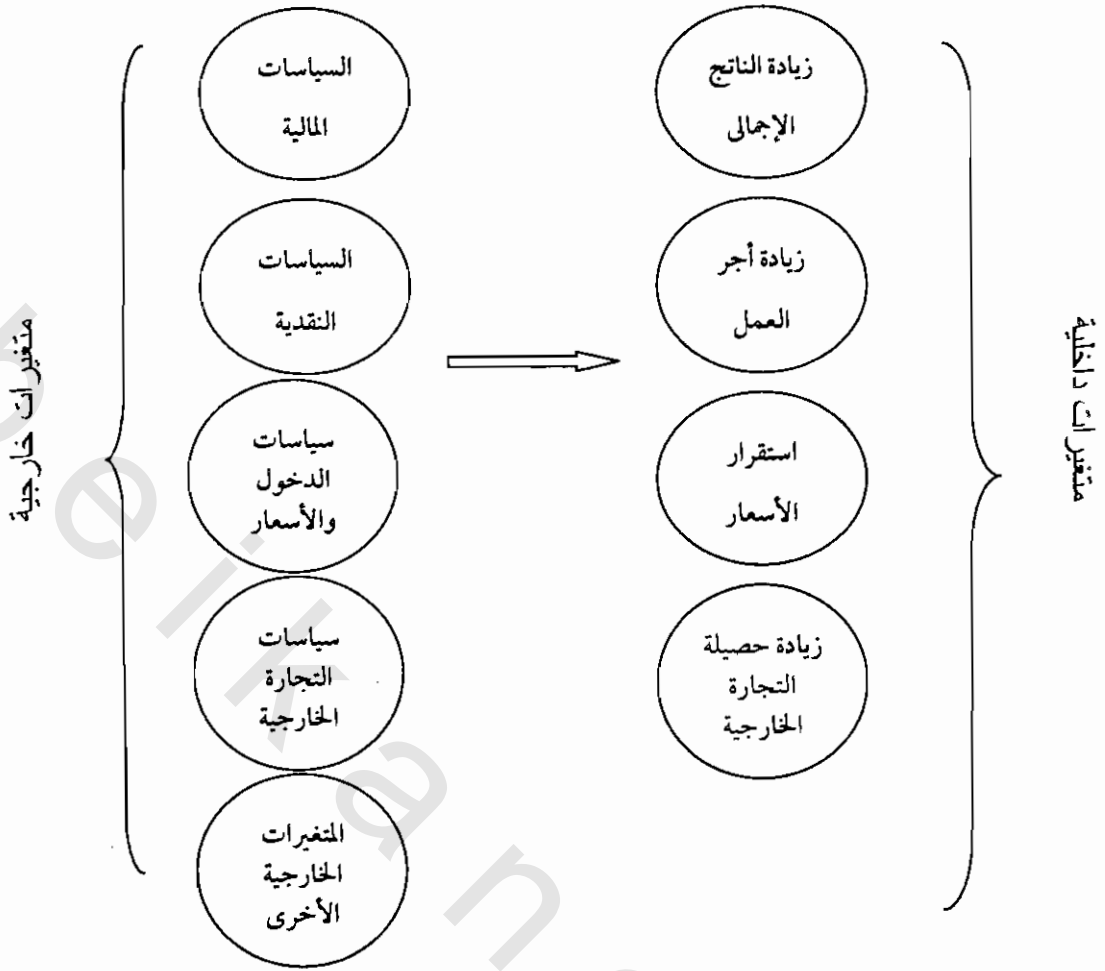 متغيرات داخلية
زيادة الناتج
الإجمالى
زيادة أجر
العمل
استقرار
الأسعار
زيادة حصيلة
التجارة
الخارجية
السياسات
المالية
السياسات
النقدية
سياسات
الدخول
والأسعار
سياسات
التجارة
الخارجية
المتغيرات
الخارجية
الأخرى
متغيرات خارجية